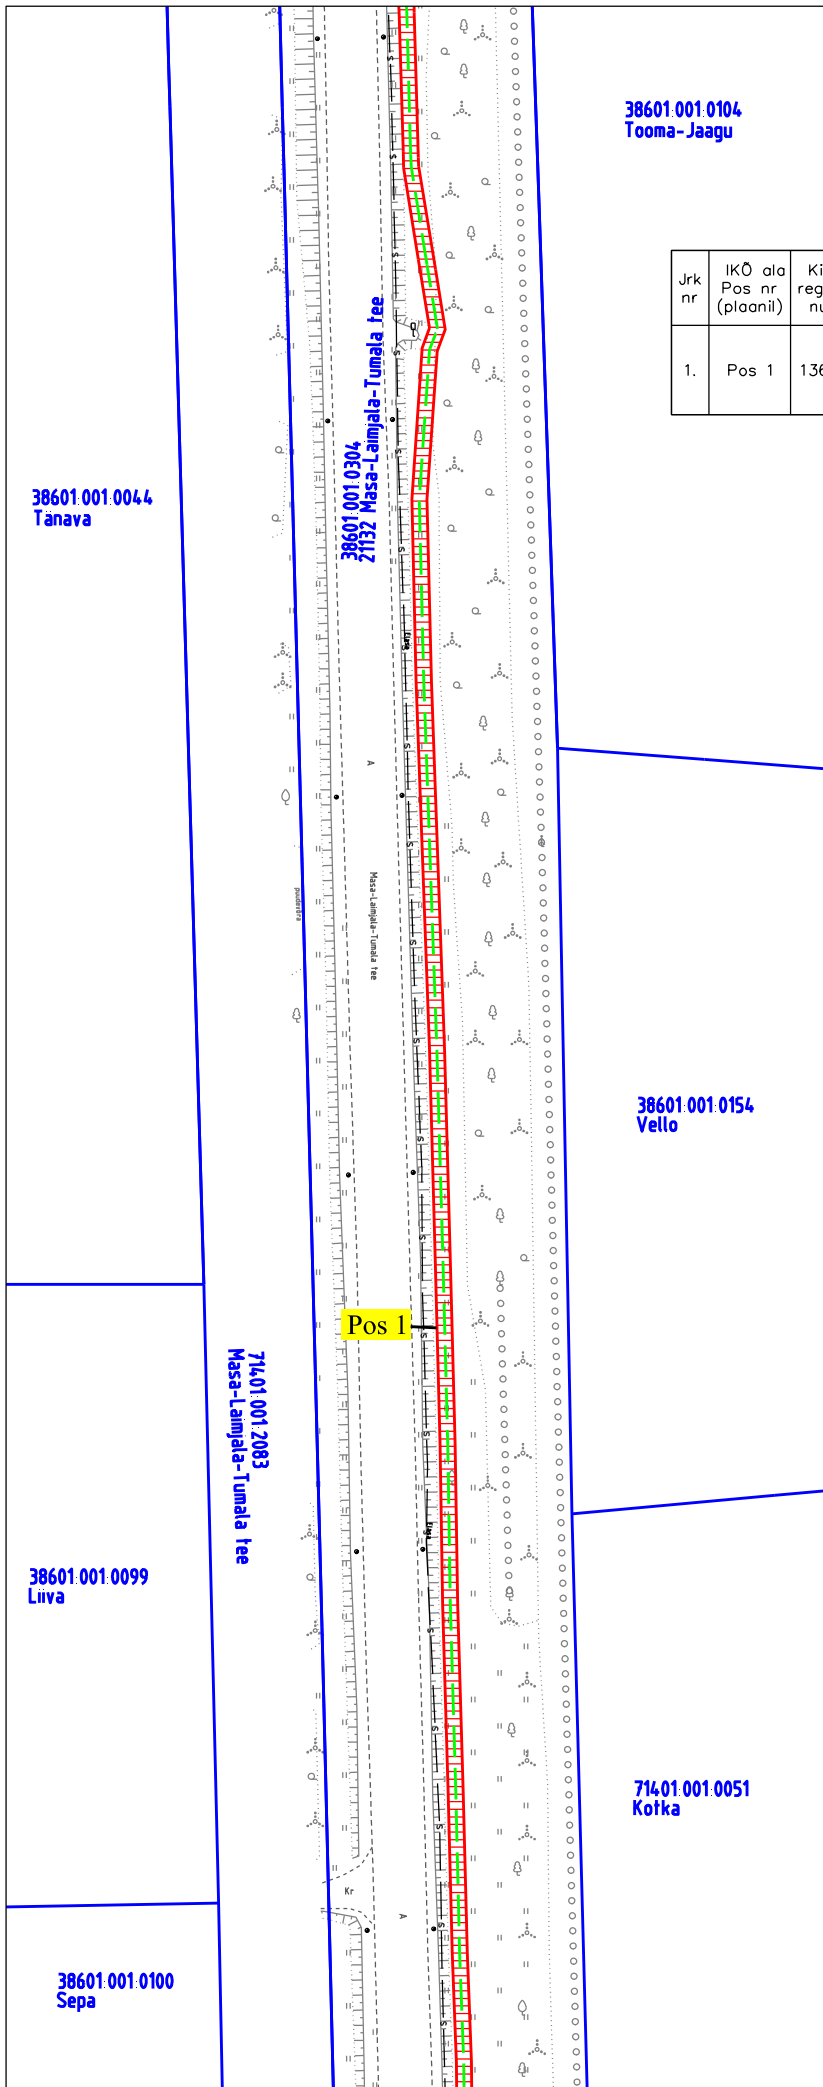 38601:001:0104
Tooma-Jaagu
Jrk
nr
IKÕ ala
Pos nr
(plaanil)
1.
Pos 1
38601:001:0044
Tänava
38601:001:0304
21132 Masa-Laimjala-Tumala tee
A
Masa-Laimjala-Tumala tee
38601:001:0154
Vello
Pos 1
71401:001:2083
Masa-Laimjala-Tumala tee
38601:001:0099
Liiva
71401:001:0051
Kotka
Kr
A
38601:001:0100
Sepa